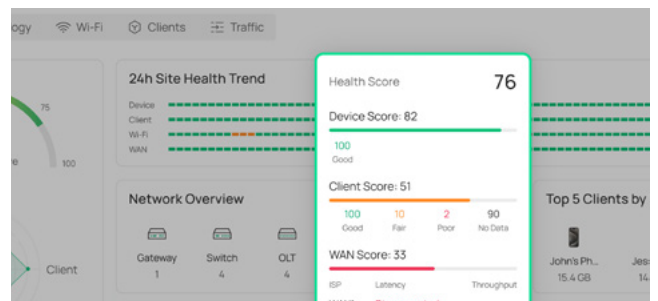 ogy Wi-Fi Clients Traffic
24h Site Health Trend
Device
Client
Wi-Fi
WAN
75
100
Network Overview
Gateway
1
Switch
4
OLT
4
Client
Health Score 76
Device Score: 82
100
Good
Client Score: 51
100 10 2 90
Good Fair Poor No Data
WAN Score: 33
ISP Latency Throughput
Top 5 Clients by
John's Ph...
15.4 GB
Jes
14